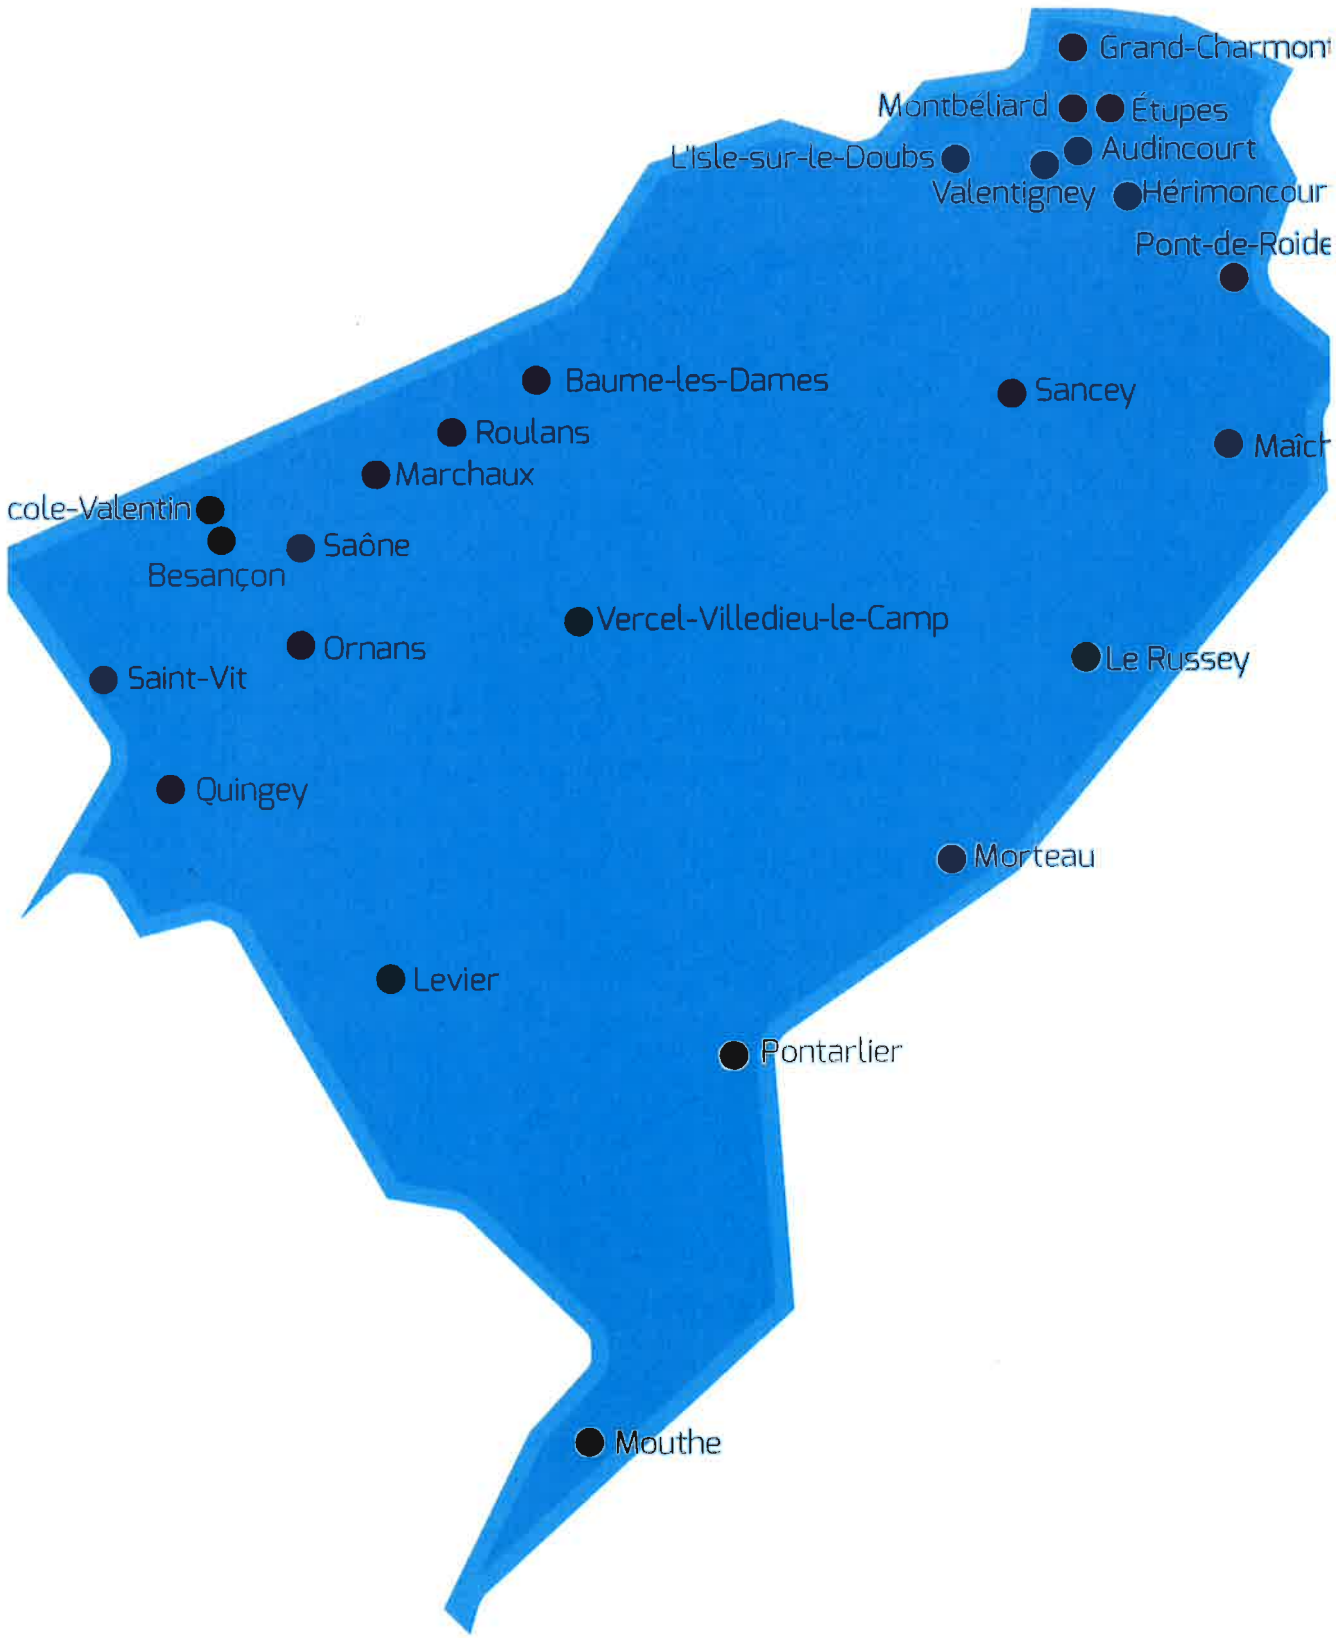 Grand-Charmont
Montbéliard
Étupes
L'Isle-sur-le-Doubs
Audincourt
Valentigney
Hérimoncour
Pont-de-Roide
Baume-les-Dames
Sancey
Roulans
Maîch
Marchaux
cole-Valentin
Saône
Besançon
Vercel-Villedieu-le-Camp
Ornans
Le Russey
Saint-Vit
Quingey
Morteau
Levier
Pontarlier
Mouthe